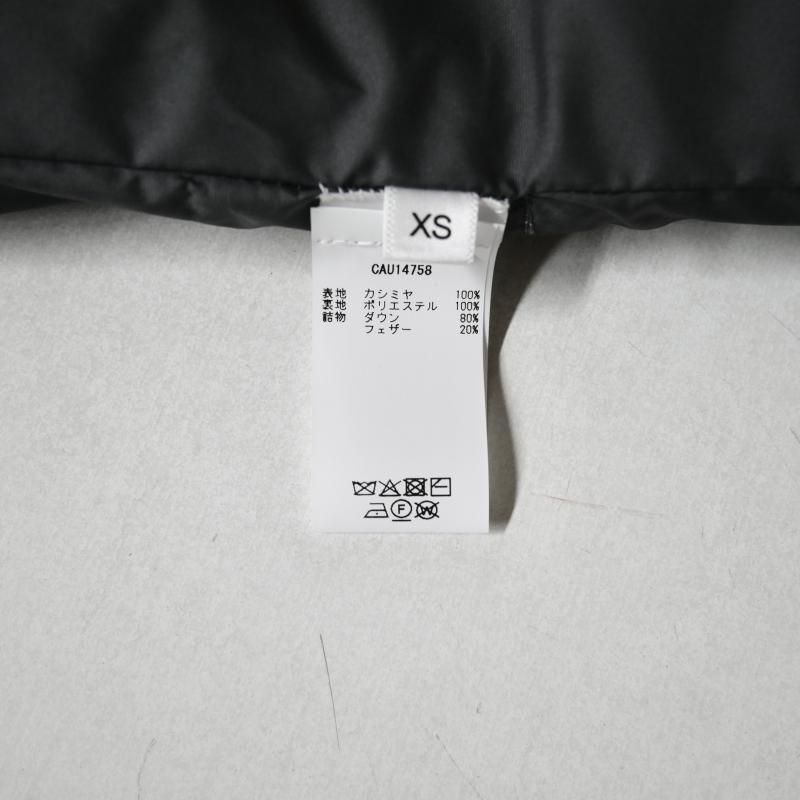 XS
CAU14758
表地 カシミヤ 100%
裏地 ポリエステル 100%
詰物 ダウン 80%
フェザー 20%
F
W